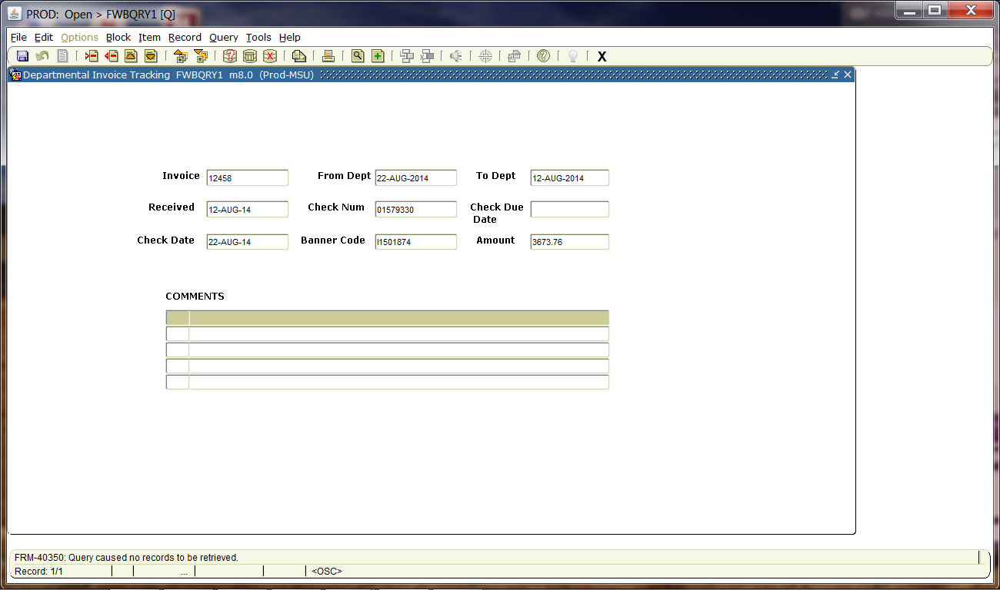 PROD: Open > FWBQRY1 [Q]
File Edit Options Block Item Record Query Tools Help
X
Departmental Invoice Tracking FWBQRY1 m8.0 (Prod-MSU)
Invoice 12458 From Dept 22-AUG-2014 To Dept 12-AUG-2014
Received 12-AUG-14 Check Num 01579330 Check Due
Date
Check Date 22-AUG-14 Banner Code I1501874 Amount 3673.76
COMMENTS
FRM-40350: Query caused no records to be retrieved.
Record: 1/1 ... <OSC>